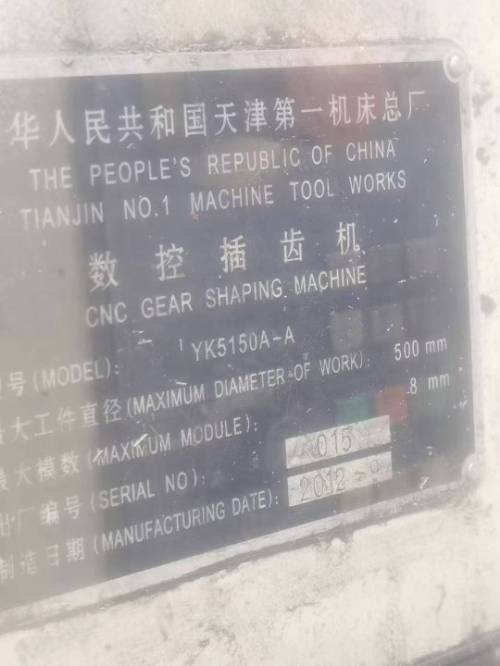 华人民共和国天津第一机床总厂
THE PEOPLE'S REPUBLIC OF CHINA
TIANJIN NO.1 MACHINE TOOL WORKS
数控插齿机
CNC GEAR SHAPING MACHINE
号(MODEL): YK5150A-A
大工件直径(MAXIMUM DIAMETER OF WORK): 500 mm
最大模数(MAXIMUM MODULE): 8 mm
出厂编号(SERIAL NO): 015
制造日期(MANUFACTURING DATE): 2012-9